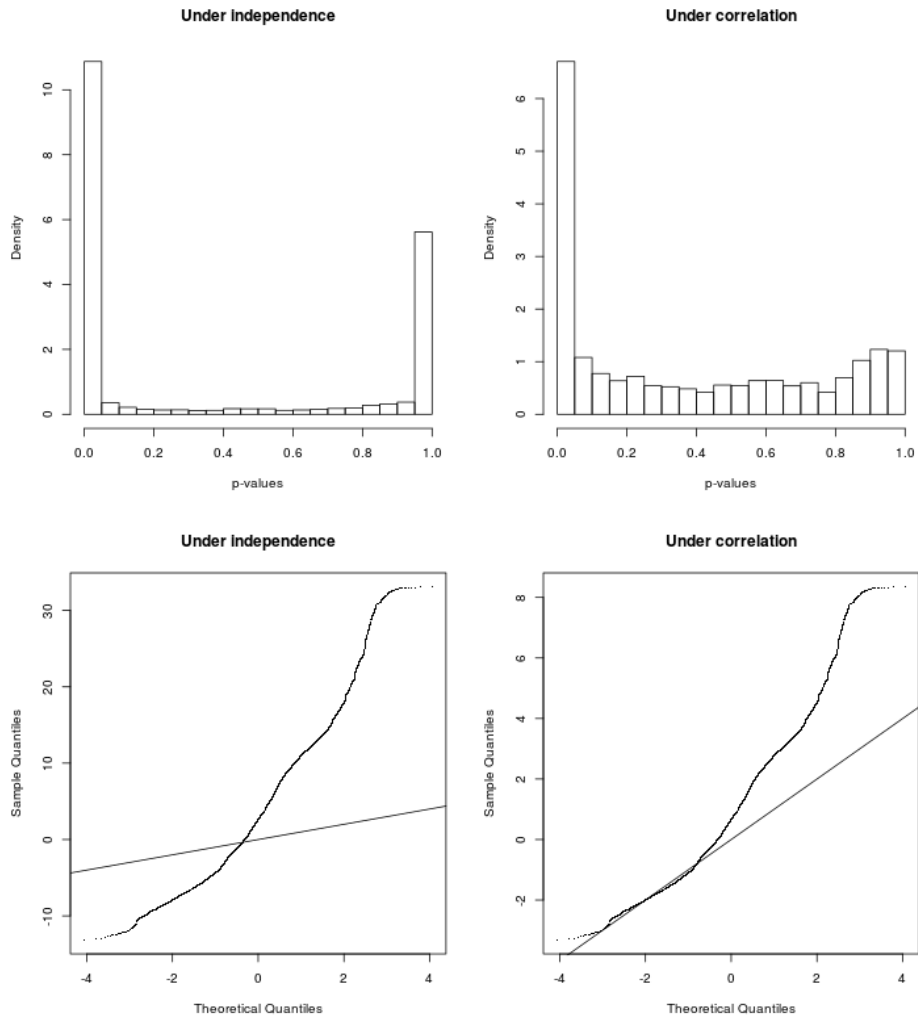 Under independence
Under correlation
Density
0 2 4 6 8 10
0.0 0.2 0.4 0.6 0.8 1.0
p-values
Density
0 1 2 3 4 5 6
0.0 0.2 0.4 0.6 0.8 1.0
p-values
Under independence
Under correlation
Sample Quantiles
-10 0 10 20 30
-4 -2 0 2 4
Theoretical Quantiles
Sample Quantiles
-2 0 2 4 6 8
-4 -2 0 2 4
Theoretical Quantiles